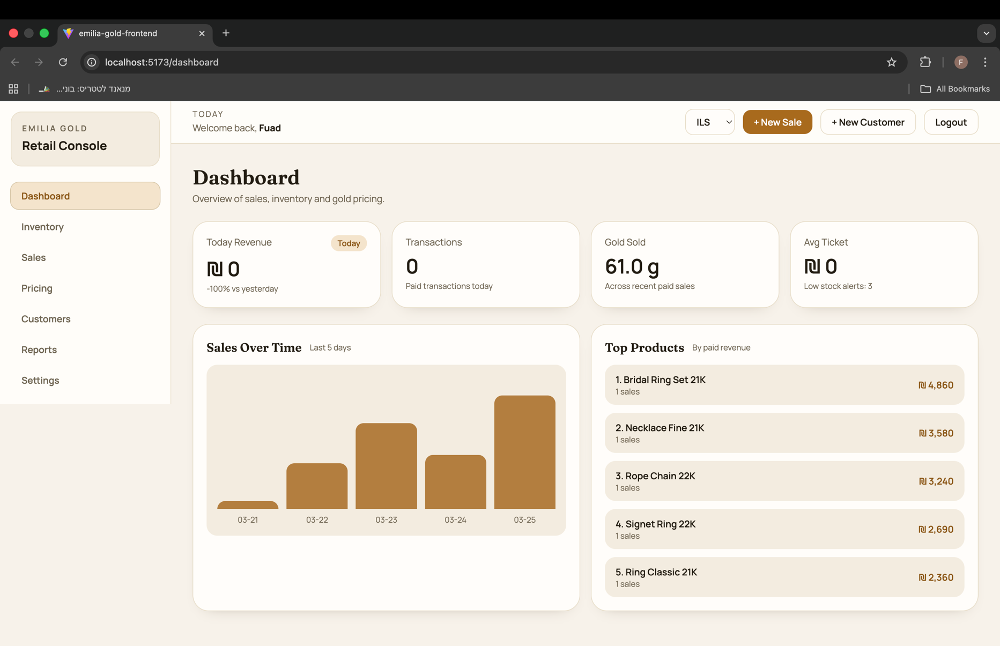 emilia-gold-frontend
localhost:5173/dashboard
F
מנאנד לטטריס: בוני...
All Bookmarks
EMILIA GOLD
Retail Console
Dashboard
Inventory
Sales
Pricing
Customers
Reports
Settings
TODAY
Welcome back, Fuad
ILS
+ New Sale
+ New Customer
Logout
Dashboard
Overview of sales, inventory and gold pricing.
Today Revenue
Today
₪ 0
-100% vs yesterday
Transactions
0
Paid transactions today
Gold Sold
61.0 g
Across recent paid sales
Avg Ticket
₪ 0
Low stock alerts: 3
Sales Over Time Last 5 days
03-21 03-22 03-23 03-24 03-25
Top Products By paid revenue
1. Bridal Ring Set 21K
1 sales
₪ 4,860
2. Necklace Fine 21K
1 sales
₪ 3,580
3. Rope Chain 22K
1 sales
₪ 3,240
4. Signet Ring 22K
1 sales
₪ 2,690
5. Ring Classic 21K
1 sales
₪ 2,360